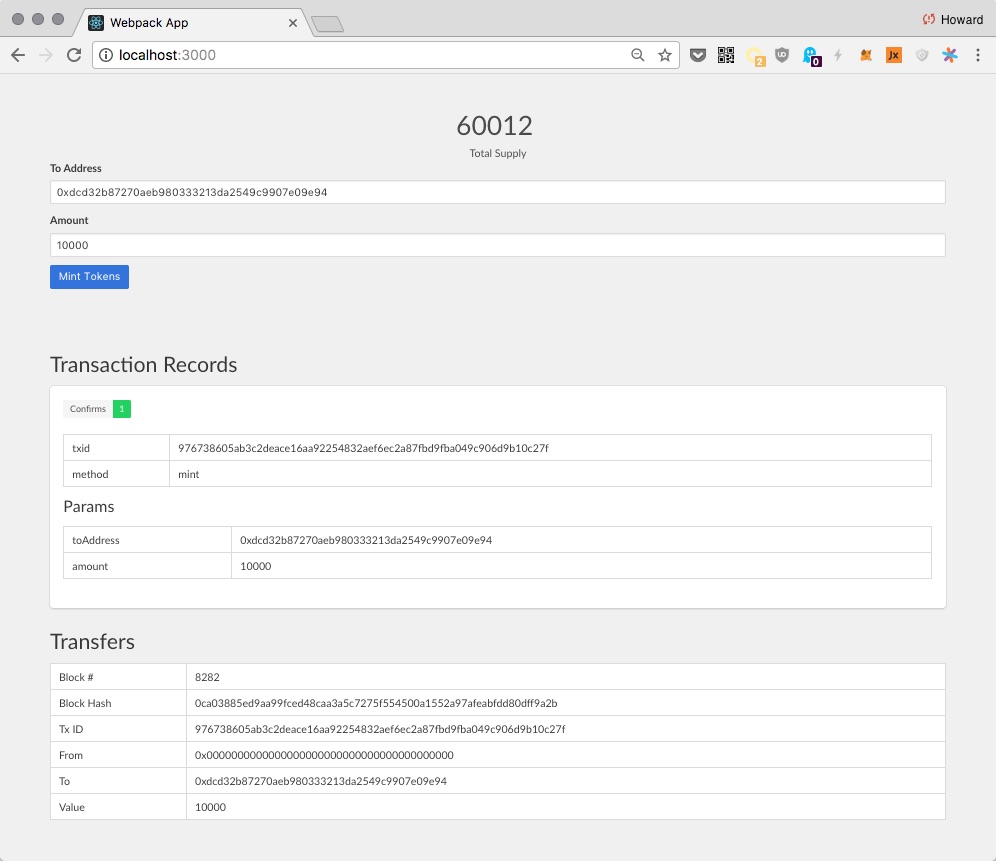 Webpack App
Howard
localhost:3000
2
UD
0
Jx
60012
Total Supply
To Address
0xdcd32b87270aeb980333213da2549c9907e09e94
Amount
10000
Mint Tokens
Transaction Records
Confirms 1
txid 976738605ab3c2deace16aa92254832aef6ec2a87fbd9fba049c906d9b10c27f
method mint
Params
toAddress 0xdcd32b87270aeb980333213da2549c9907e09e94
amount 10000
Transfers
Block # 8282
Block Hash 0ca03885ed9aa99fced48caa3a5c7275f554500a1552a97afeabfdd80dff9a2b
Tx ID 976738605ab3c2deace16aa92254832aef6ec2a87fbd9fba049c906d9b10c27f
From 0x0000000000000000000000000000000000000000
To 0xdcd32b87270aeb980333213da2549c9907e09e94
Value 10000